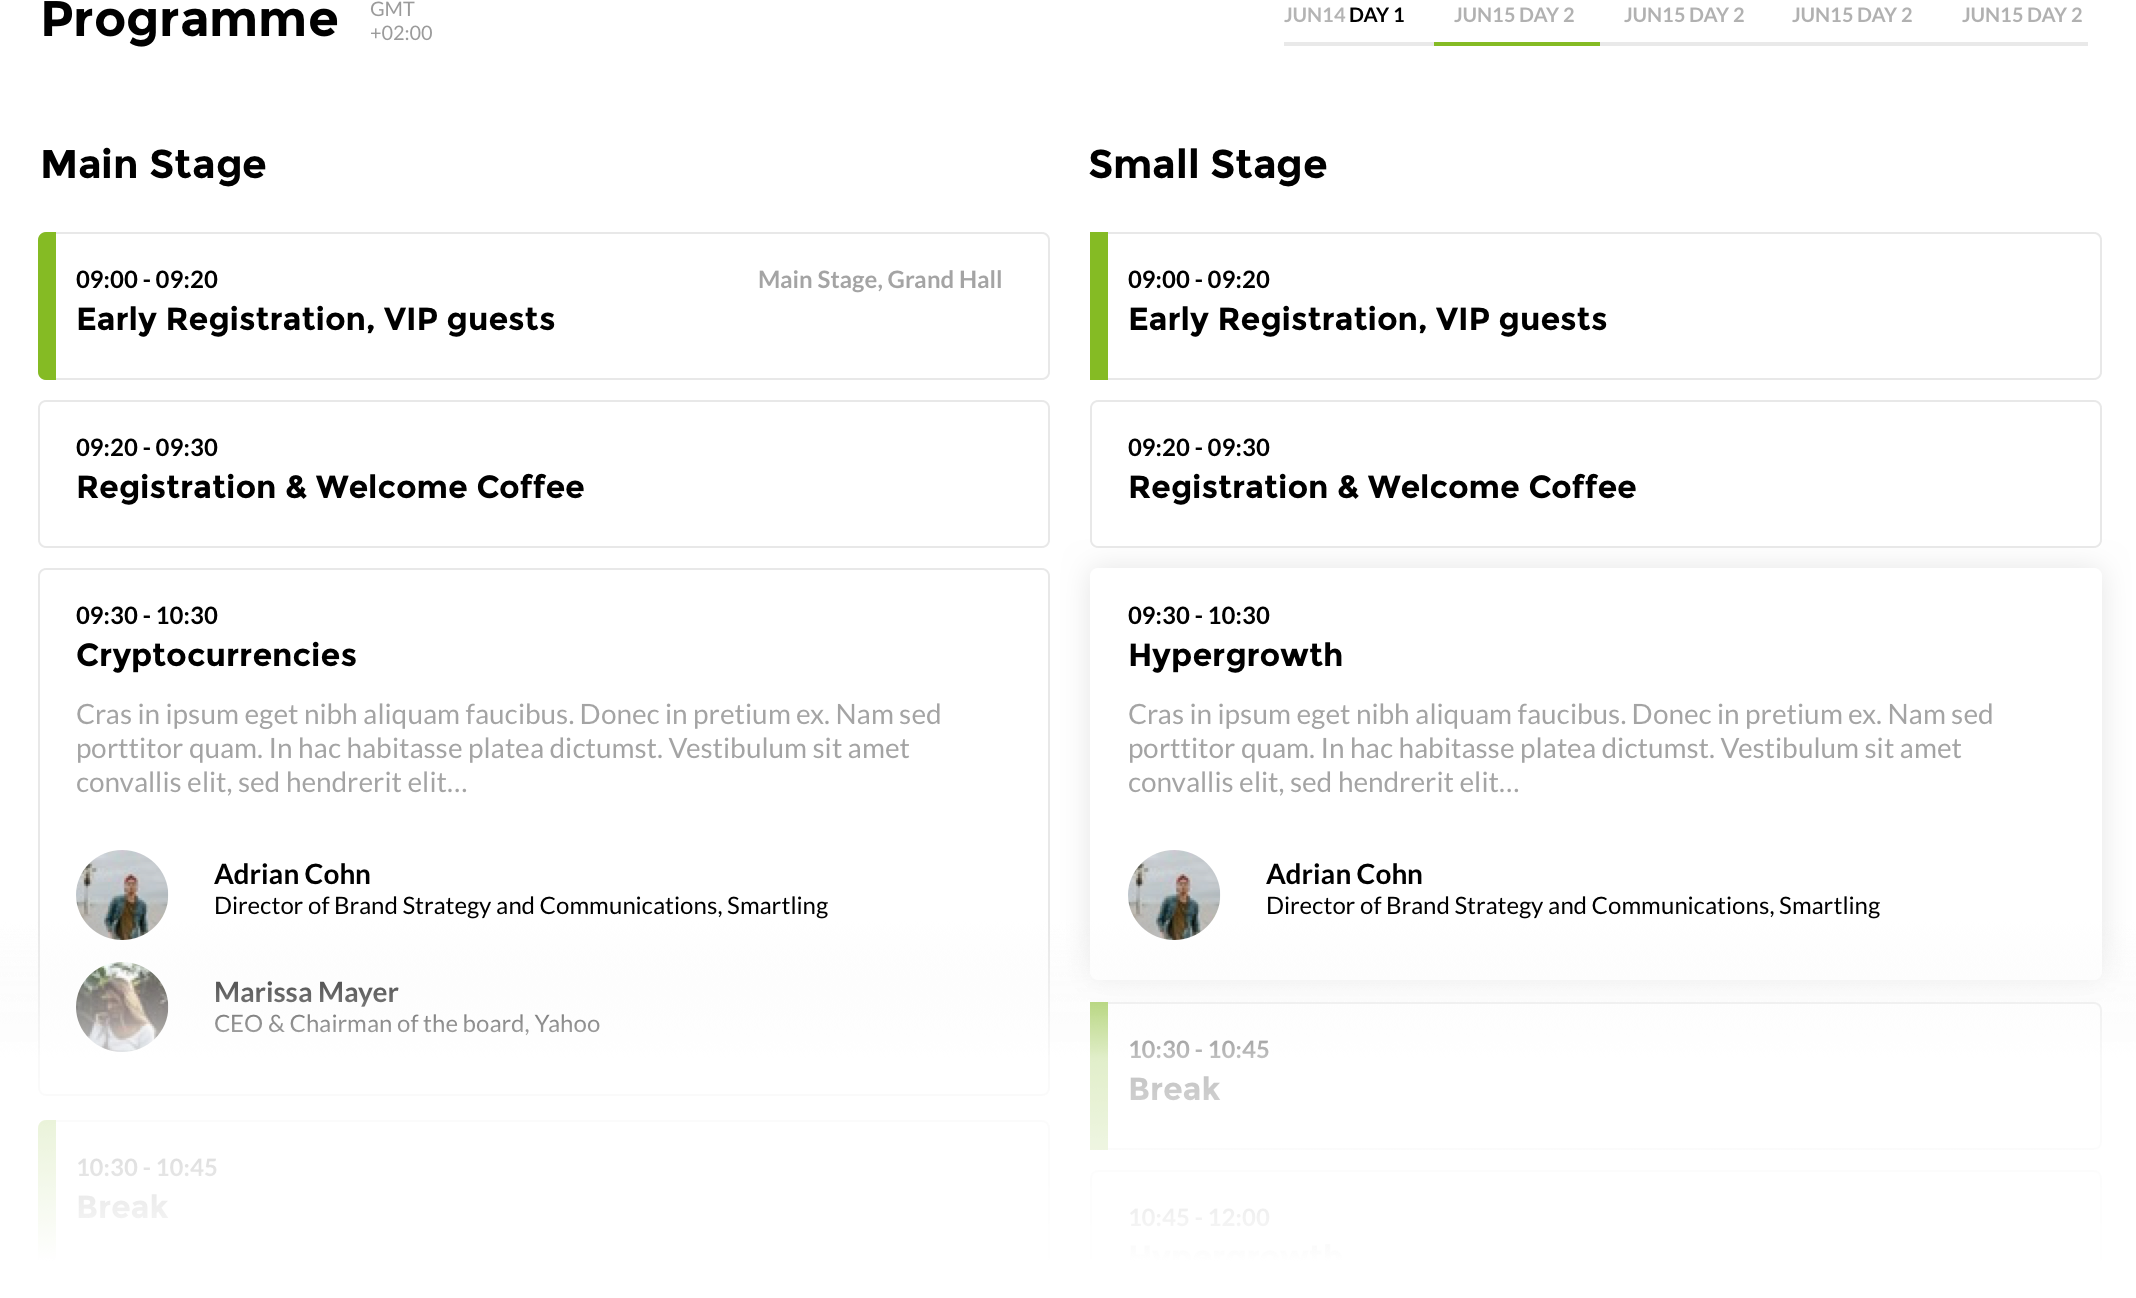 Programme
GMT
+02:00
JUN14 DAY 1
JUN15 DAY 2
JUN15 DAY 2
JUN15 DAY 2
JUN15 DAY 2
Main Stage
09:00 - 09:20
Main Stage, Grand Hall
Early Registration, VIP guests
09:20 - 09:30
Registration & Welcome Coffee
09:30 - 10:30
Cryptocurrencies
Cras in ipsum eget nibh aliquam faucibus. Donec in pretium ex. Nam sed
porttitor quam. In hac habitasse platea dictumst. Vestibulum sit amet
convallis elit, sed hendrerit elit...
Adrian Cohn
Director of Brand Strategy and Communications, Smartling
Marissa Mayer
CEO & Chairman of the board, Yahoo
10:30 - 10:45
Break
Small Stage
09:00 - 09:20
Early Registration, VIP guests
09:20 - 09:30
Registration & Welcome Coffee
09:30 - 10:30
Hypergrowth
Cras in ipsum eget nibh aliquam faucibus. Donec in pretium ex. Nam sed
porttitor quam. In hac habitasse platea dictumst. Vestibulum sit amet
convallis elit, sed hendrerit elit...
Adrian Cohn
Director of Brand Strategy and Communications, Smartling
10:30 - 10:45
Break
10:45 - 12:00